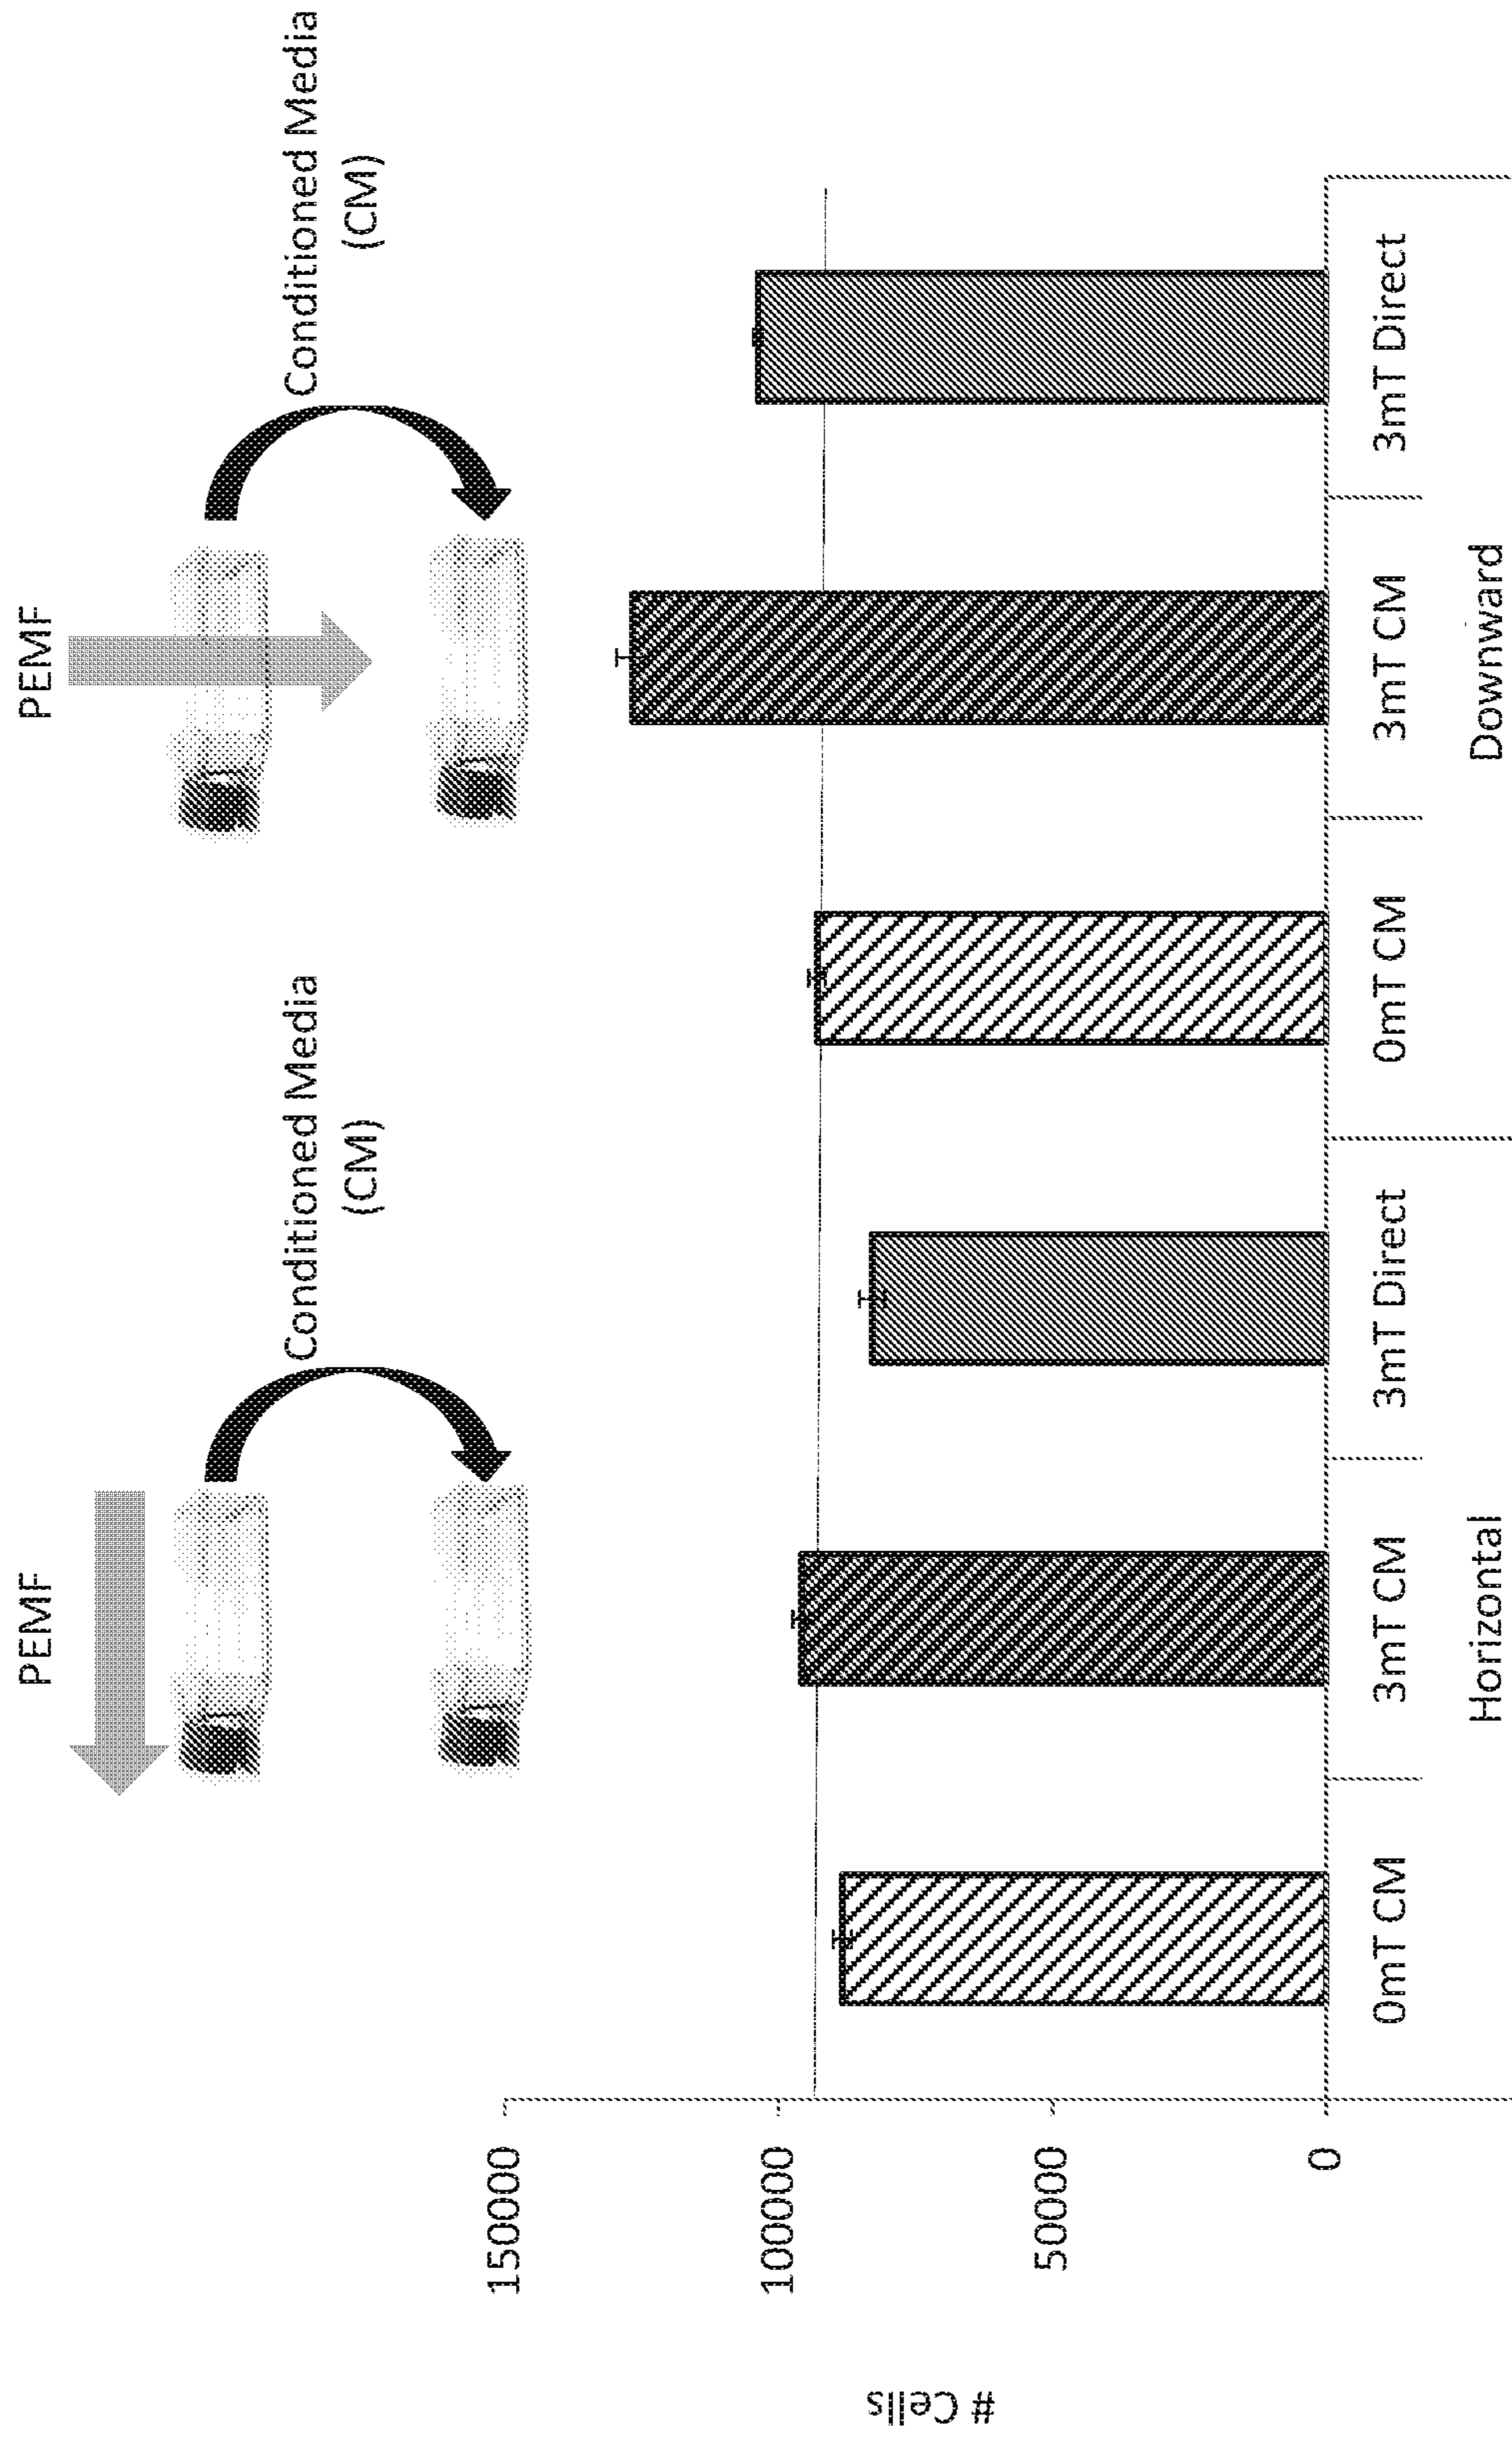 PEMF
PEMF
Conditioned Media
(CM)
Conditioned Media
(CM)
# Cells
150000
100000
50000
0
0mT CM
3mT CM
3mT Direct
0mT CM
3mT CM
3mT Direct
Horizontal
Downward